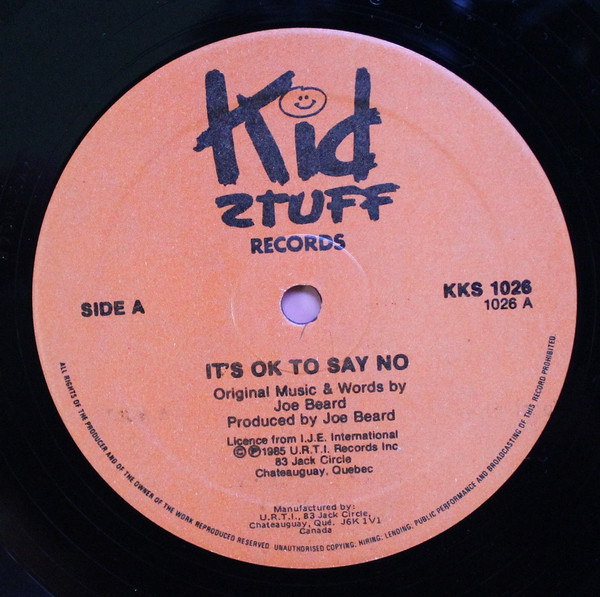 Kid
STUFF
RECORDS
SIDE A
KKS 1026
1026 A
IT'S OK TO SAY NO
Original Music & Words by
Joe Beard
Produced by Joe Beard
Licence from I.J.E. International
©℗1985 U.R.T.I. Records Inc
83 Jack Circle
Chateauguay, Quebec
Manufactured by:
U.R.T.I., 83 Jack Circle,
Chateauguay, Qué. J6K 1V1
Canada
ALL RIGHTS OF THE PRODUCER AND OF THE OWNER OF THE WORK REPRODUCED RESERVED. UNAUTHORISED COPYING; HIRING; LENDING; PUBLIC PERFORMANCE AND BROADCASTING OF THIS RECORD PROHIBITED.